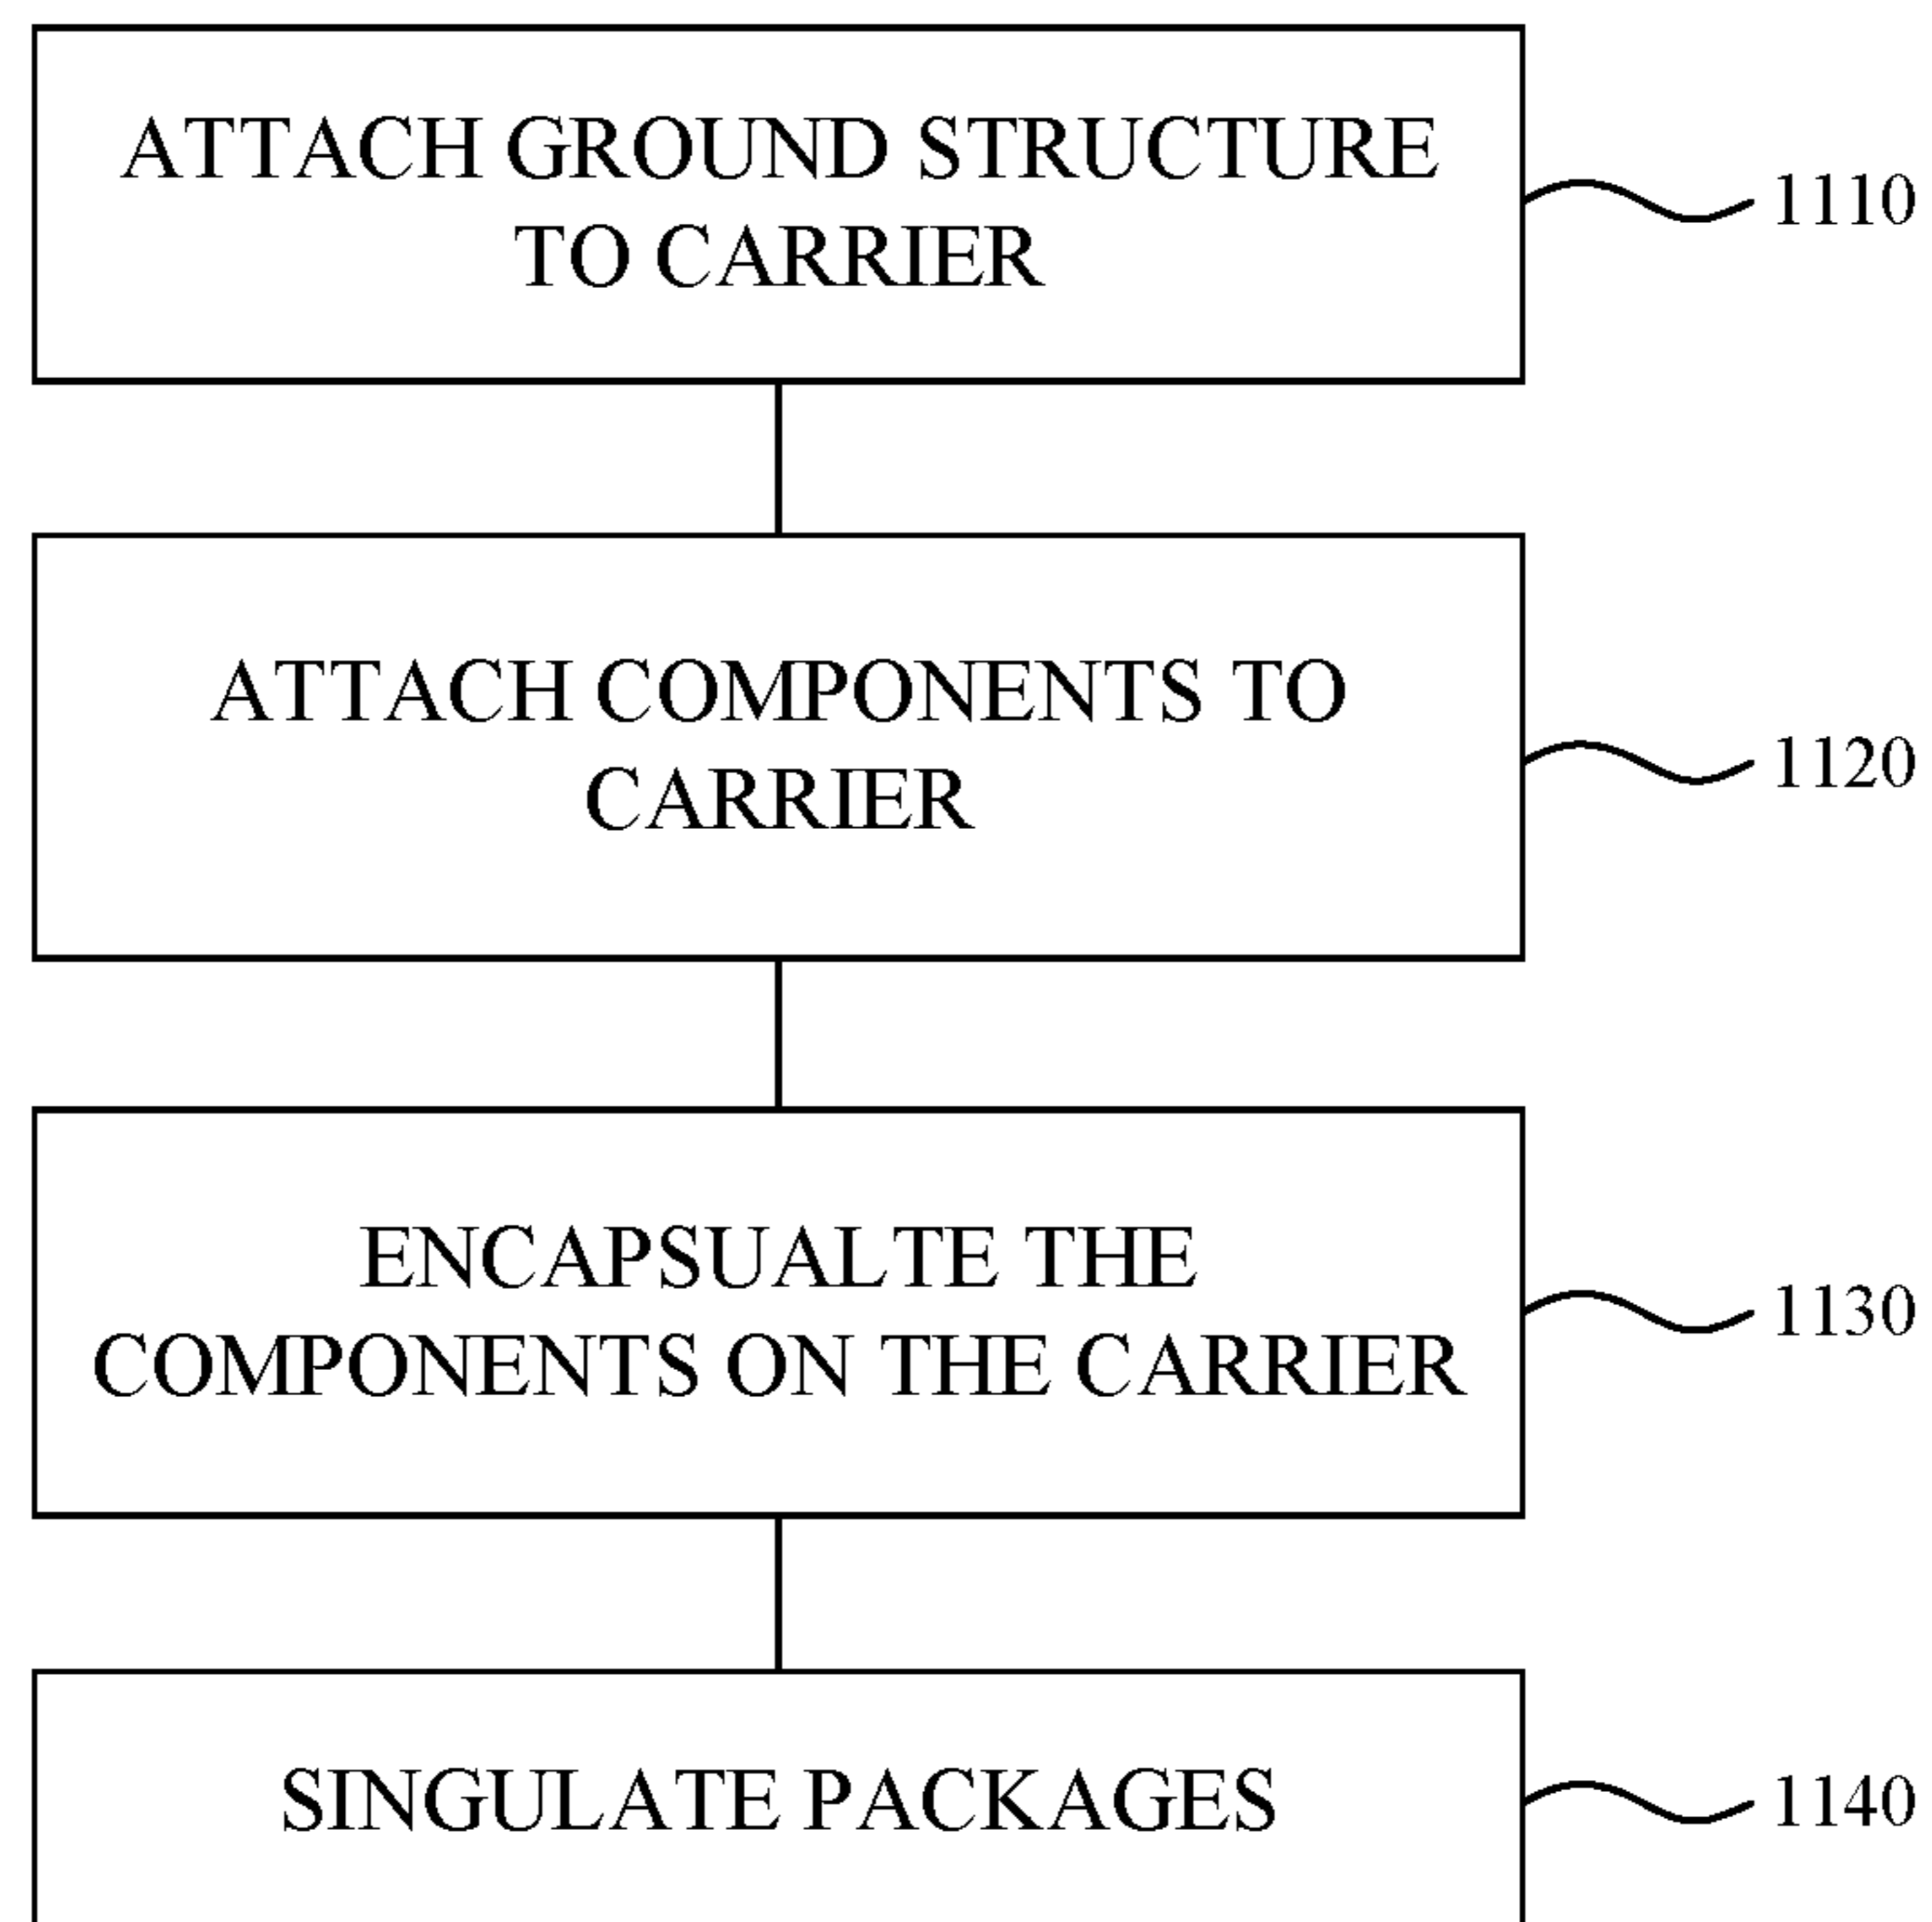 ATTACH GROUND STRUCTURE
TO CARRIER
1110
ATTACH COMPONENTS TO
CARRIER
1120
ENCAPSUALTE THE
COMPONENTS ON THE CARRIER
1130
SINGULATE PACKAGES
1140